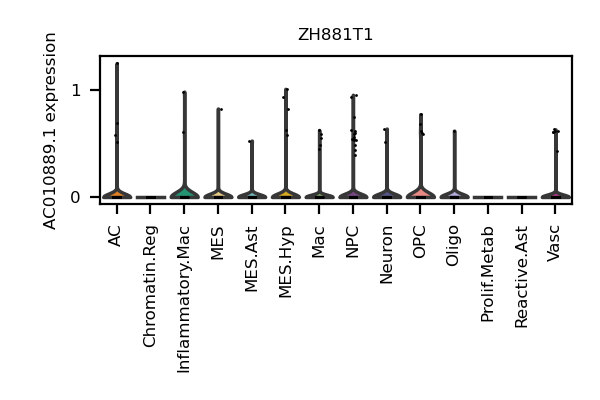 ZH881T1
AC010889.1 expression
1
0
AC
Chromatin.Reg
Inflammatory.Mac
MES
MES.Ast
MES.Hyp
Mac
NPC
Neuron
OPC
Oligo
Prolif.Metab
Reactive.Ast
Vasc